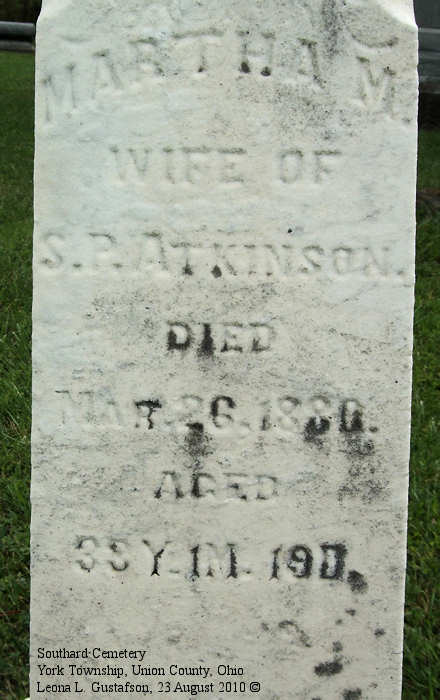 MARTHA M.
WIFE OF
S. P. ATKINSON.
DIED
MAR. 26, 1880.
AGED
33Y. 1M. 19D.
Southard Cemetery
York Township, Union County, Ohio
Leona L. Gustafson, 23 August 2010 ©